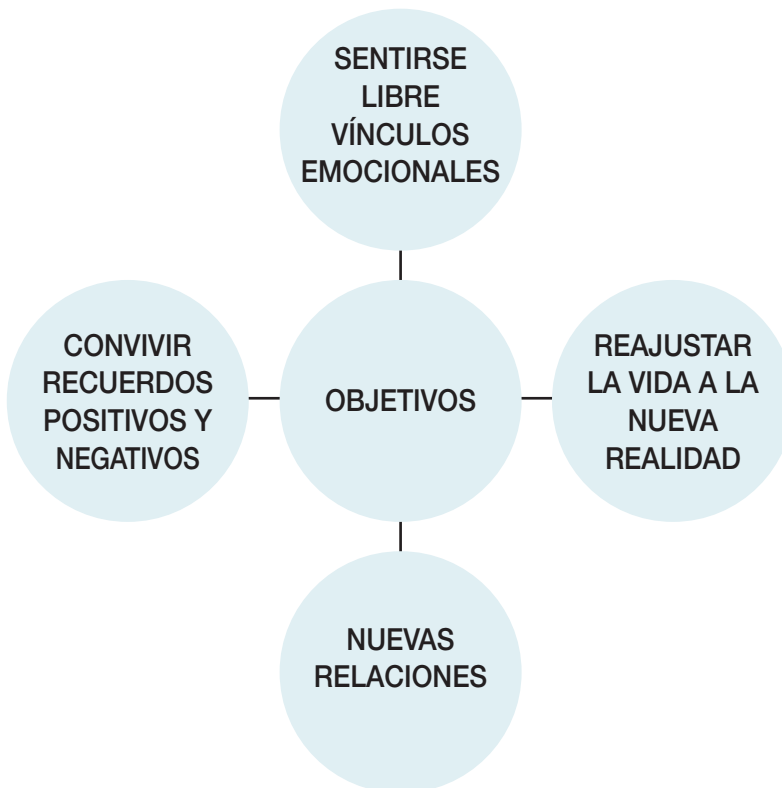 SENTIRSE
LIBRE
VÍNCULOS
EMOCIONALES
CONVIVIR
RECUERDOS
POSITIVOS Y
NEGATIVOS
OBJETIVOS
REAJUSTAR
LA VIDA A LA
NUEVA
REALIDAD
NUEVAS
RELACIONES